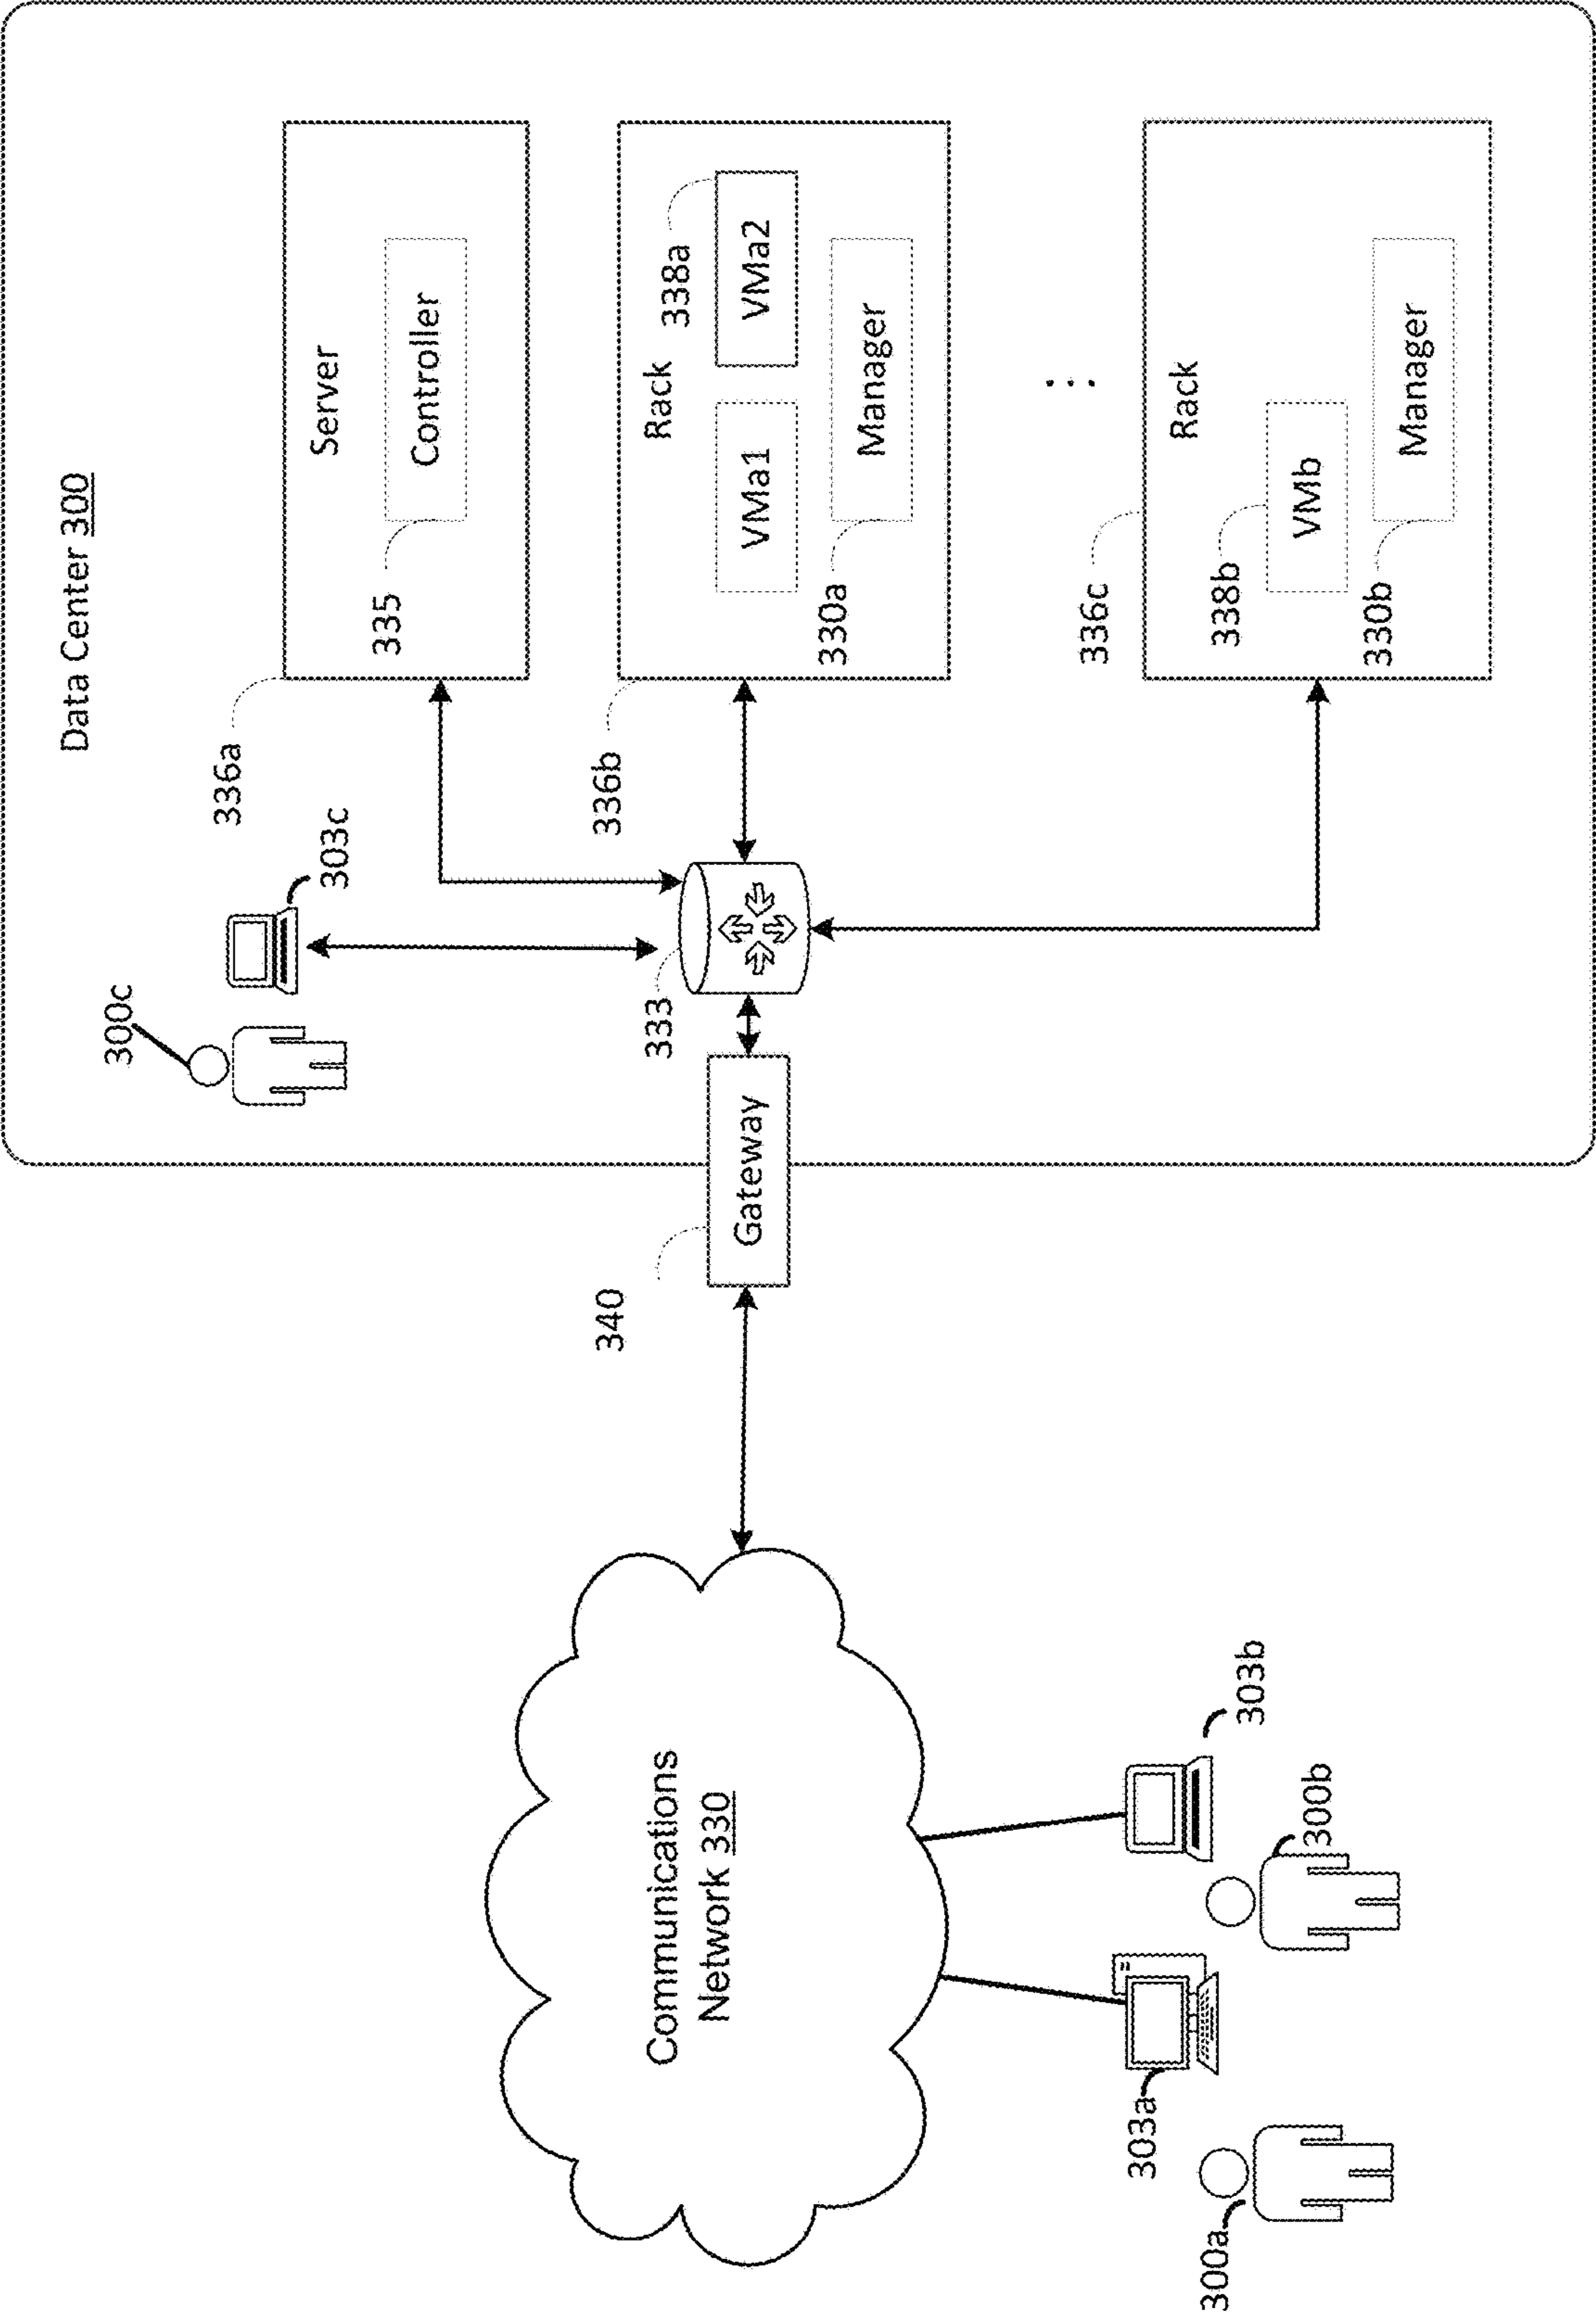 Data Center 300
300c
303c
336a
Server
335
Controller
336b
Rack
338a
VMa1
VMa2
330a
Manager
333
Gateway
340
...
336c
Rack
338b
VMb
330b
Manager
Communications
Network 330
303a
303b
300a
300b